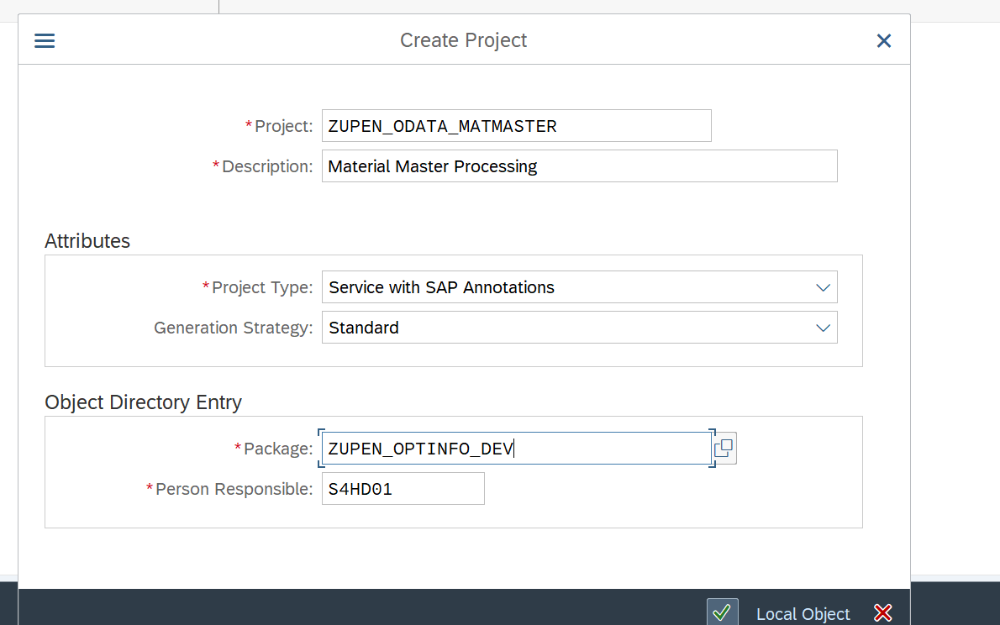 Create Project
*Project: ZUPEN_ODATA_MATMASTER
*Description: Material Master Processing
Attributes
*Project Type: Service with SAP Annotations
Generation Strategy: Standard
Object Directory Entry
*Package: ZUPEN_OPTINFO_DEV
*Person Responsible: S4HD01
Local Object